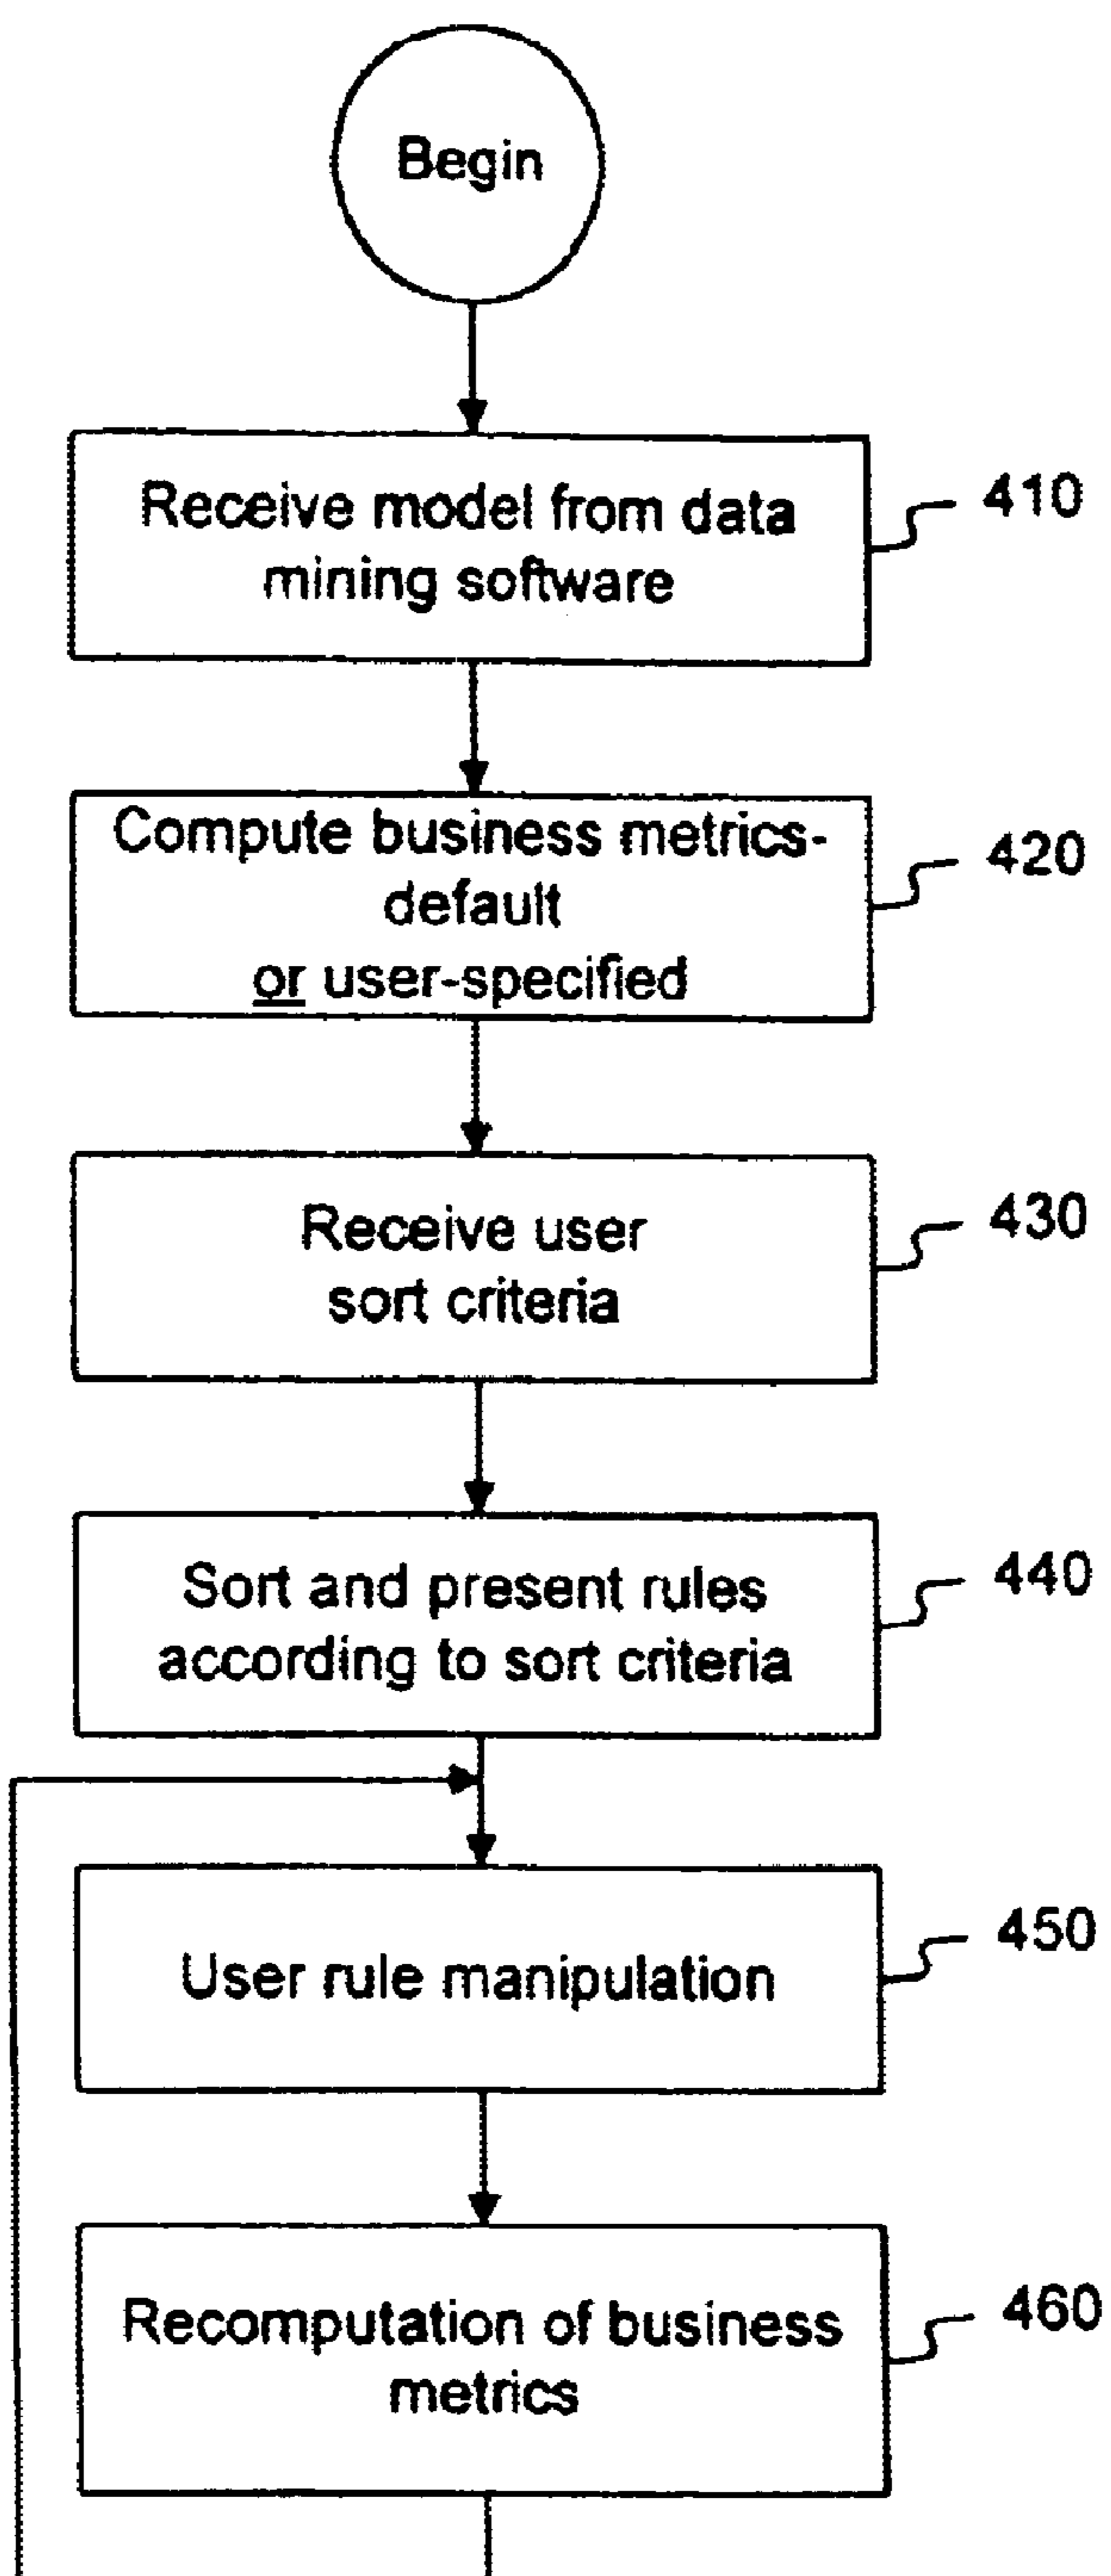 Begin
Receive model from data
mining software
410
Compute business metrics-
default
or user-specified
420
Receive user
sort criteria
430
Sort and present rules
according to sort criteria
440
User rule manipulation
450
Recomputation of business
metrics
460